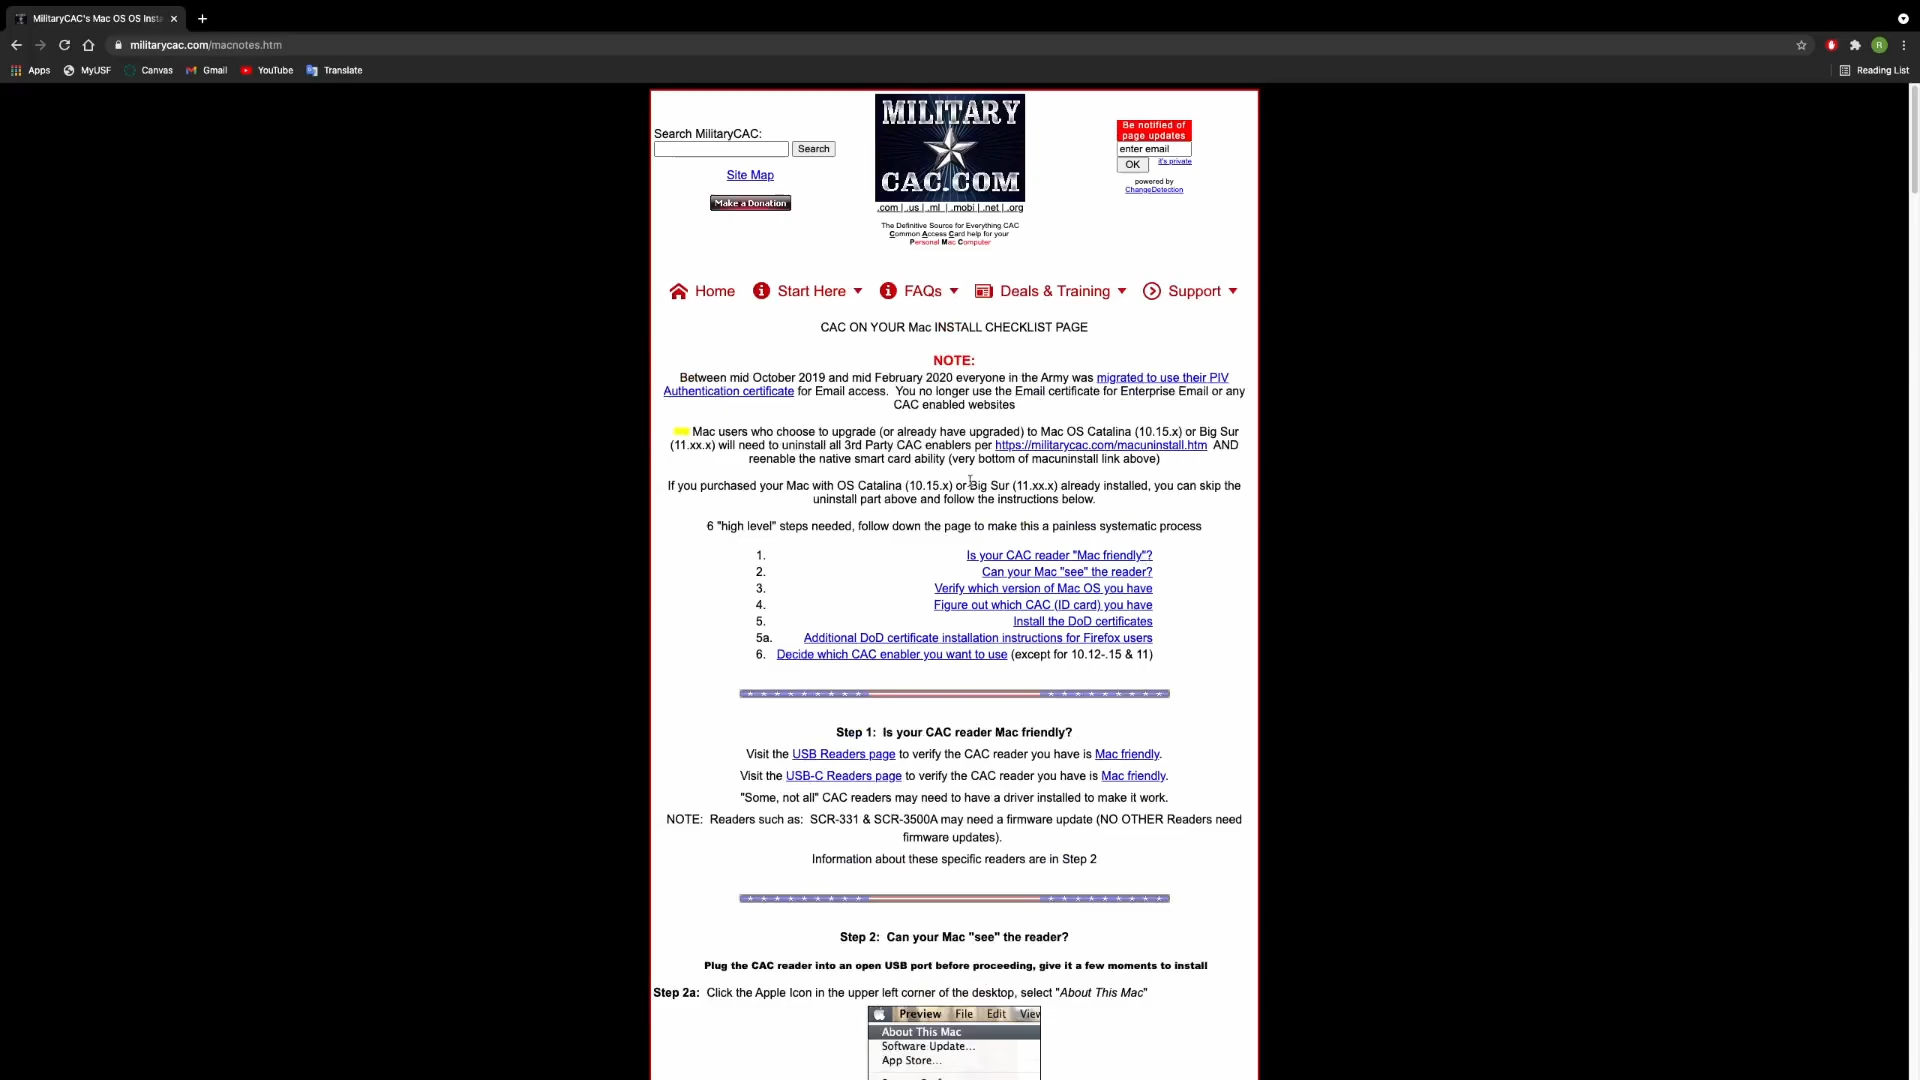 MilitaryCAC's Mac OS OS Insta
militarycac.com/macnotes.htm
R
Apps
MyUSF
Canvas
Gmail
YouTube
Translate
Reading List
Search MilitaryCAC:
Search
Site Map
Make a Donation
MILITARY
CAC.COM
.com | .us | .ml | .mobi | .net | .org
The Definitive Source for Everything CAC
Common Access Card help for your
Personal Mac Computer
Be notified of
page updates
enter email
OK
it's private
powered by
ChangeDetection
Home
Start Here
FAQs
Deals & Training
Support
CAC ON YOUR Mac INSTALL CHECKLIST PAGE
NOTE:
Between mid October 2019 and mid February 2020 everyone in the Army was migrated to use their PIV
Authentication certificate for Email access. You no longer use the Email certificate for Enterprise Email or any
CAC enabled websites
Mac users who choose to upgrade (or already have upgraded) to Mac OS Catalina (10.15.x) or Big Sur
(11.xx.x) will need to uninstall all 3rd Party CAC enablers per https://militarycac.com/macuninstall.htm AND
reenable the native smart card ability (very bottom of macuninstall link above)
If you purchased your Mac with OS Catalina (10.15.x) or Big Sur (11.xx.x) already installed, you can skip the
uninstall part above and follow the instructions below.
6 "high level" steps needed, follow down the page to make this a painless systematic process
1. Is your CAC reader "Mac friendly"?
2. Can your Mac "see" the reader?
3. Verify which version of Mac OS you have
4. Figure out which CAC (ID card) you have
5. Install the DoD certificates
5a. Additional DoD certificate installation instructions for Firefox users
6. Decide which CAC enabler you want to use (except for 10.12-.15 & 11)
Step 1: Is your CAC reader Mac friendly?
Visit the USB Readers page to verify the CAC reader you have is Mac friendly.
Visit the USB-C Readers page to verify the CAC reader you have is Mac friendly.
"Some, not all" CAC readers may need to have a driver installed to make it work.
NOTE: Readers such as: SCR-331 & SCR-3500A may need a firmware update (NO OTHER Readers need
firmware updates).
Information about these specific readers are in Step 2
Step 2: Can your Mac "see" the reader?
Plug the CAC reader into an open USB port before proceeding, give it a few moments to install
Step 2a: Click the Apple Icon in the upper left corner of the desktop, select "About This Mac"
Preview File Edit View
About This Mac
Software Update...
App Store...